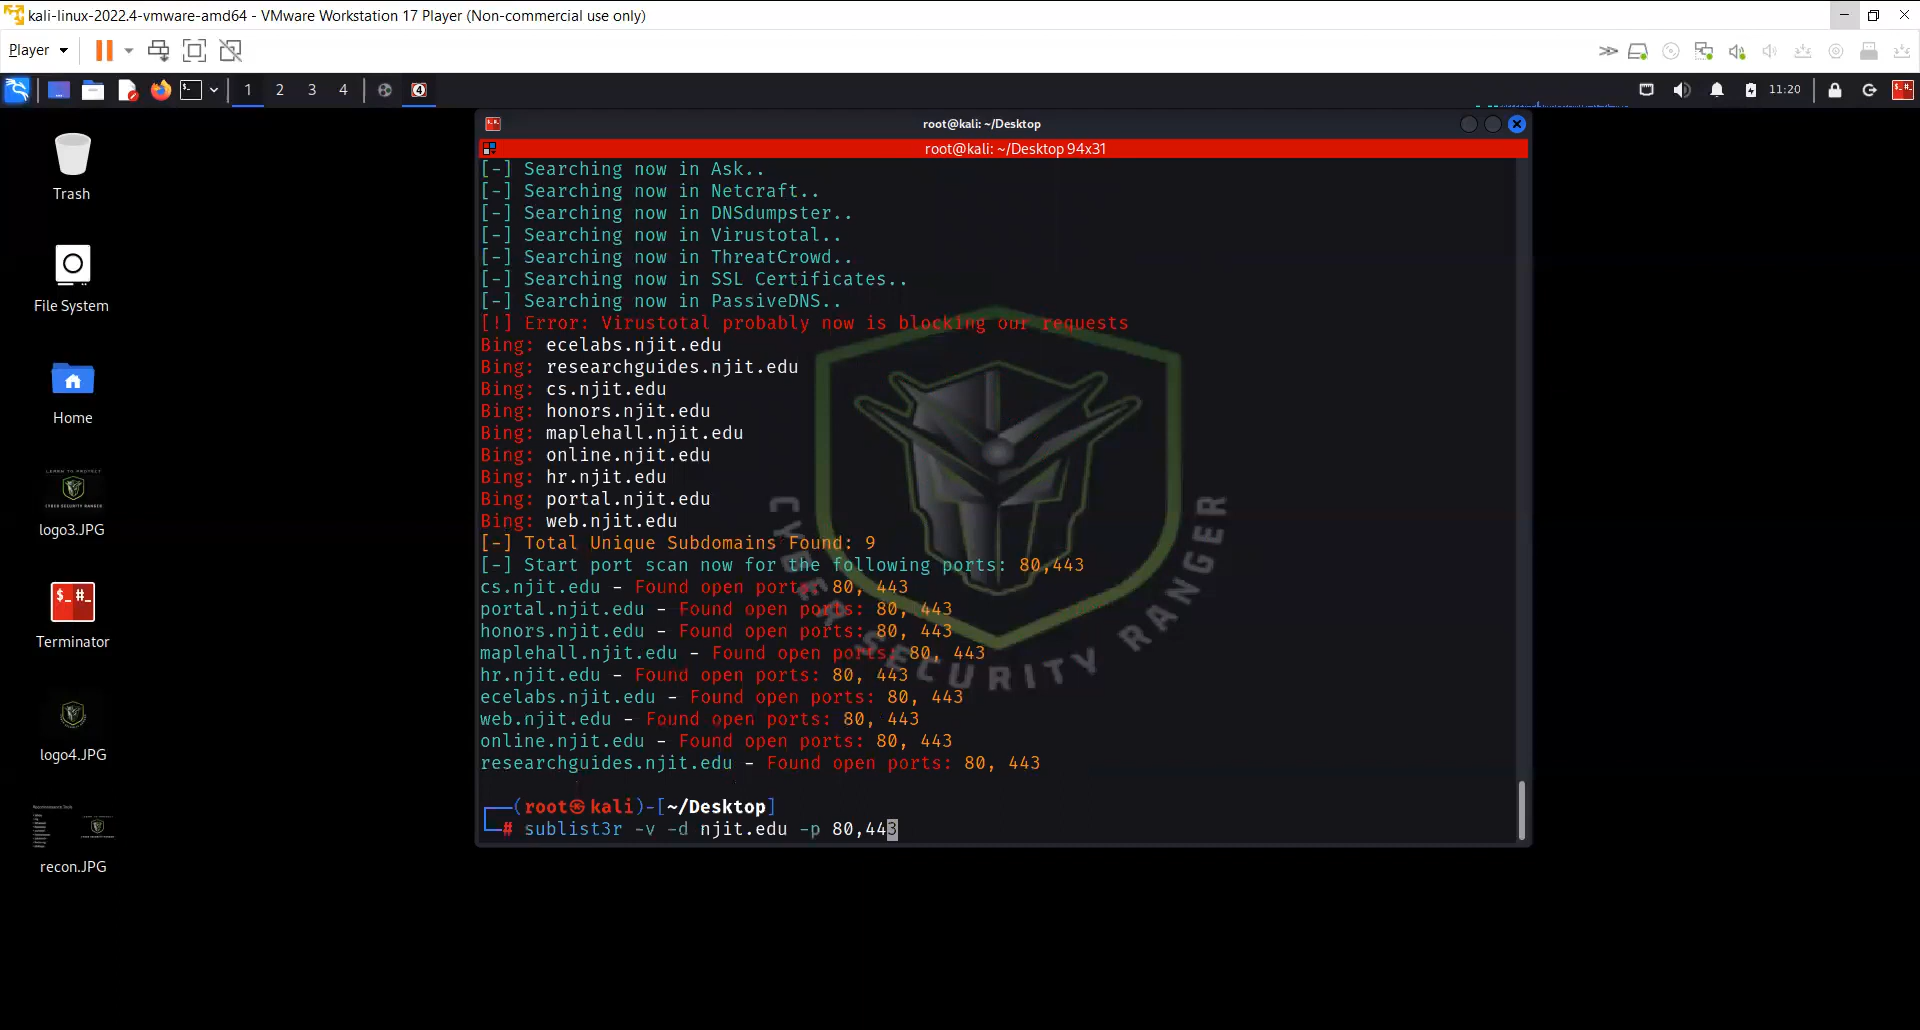 kali-linux-2022.4-vmware-amd64 - VMware Workstation 17 Player (Non-commercial use only)
Player
1 2 3 4
11:20
root@kali: ~/Desktop
root@kali: ~/Desktop 94x31
Trash
File System
Home
LEARN TO PROTECT
CYBER SECURITY RANGER
logo3.JPG
Terminator
logo4.JPG
recon.JPG
[-] Searching now in Ask..
[-] Searching now in Netcraft..
[-] Searching now in DNSdumpster..
[-] Searching now in Virustotal..
[-] Searching now in ThreatCrowd..
[-] Searching now in SSL Certificates..
[-] Searching now in PassiveDNS..
[!] Error: Virustotal probably now is blocking our requests
Bing: ecelabs.njit.edu
Bing: researchguides.njit.edu
Bing: cs.njit.edu
Bing: honors.njit.edu
Bing: maplehall.njit.edu
Bing: online.njit.edu
Bing: hr.njit.edu
Bing: portal.njit.edu
Bing: web.njit.edu
[-] Total Unique Subdomains Found: 9
[-] Start port scan now for the following ports: 80,443
cs.njit.edu - Found open ports: 80, 443
portal.njit.edu - Found open ports: 80, 443
honors.njit.edu - Found open ports: 80, 443
maplehall.njit.edu - Found open ports: 80, 443
hr.njit.edu - Found open ports: 80, 443
ecelabs.njit.edu - Found open ports: 80, 443
web.njit.edu - Found open ports: 80, 443
online.njit.edu - Found open ports: 80, 443
researchguides.njit.edu - Found open ports: 80, 443
(root㉿kali)-[~/Desktop]
# sublist3r -v -d njit.edu -p 80,443
CYBER SECURITY RANGER